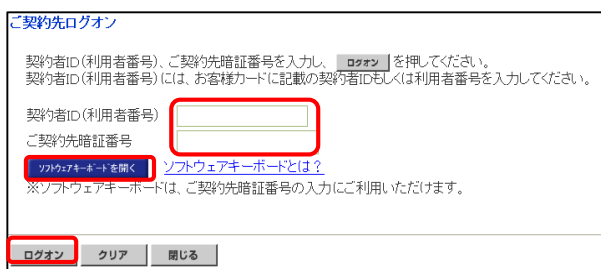 ご契約先ログオン
契約者ID(利用者番号)、ご契約先暗証番号を入力し、 ログオン を押してください。
契約者ID(利用者番号)には、お客様カードに記載の契約者IDもしくは利用者番号を入力してください。
契約者ID(利用者番号)
ご契約先暗証番号
ソフトウェアキーボードを開く ソフトウェアキーボードとは?
※ソフトウェアキーボードは、ご契約先暗証番号の入力にご利用いただけます。
ログオン クリア 閉じる